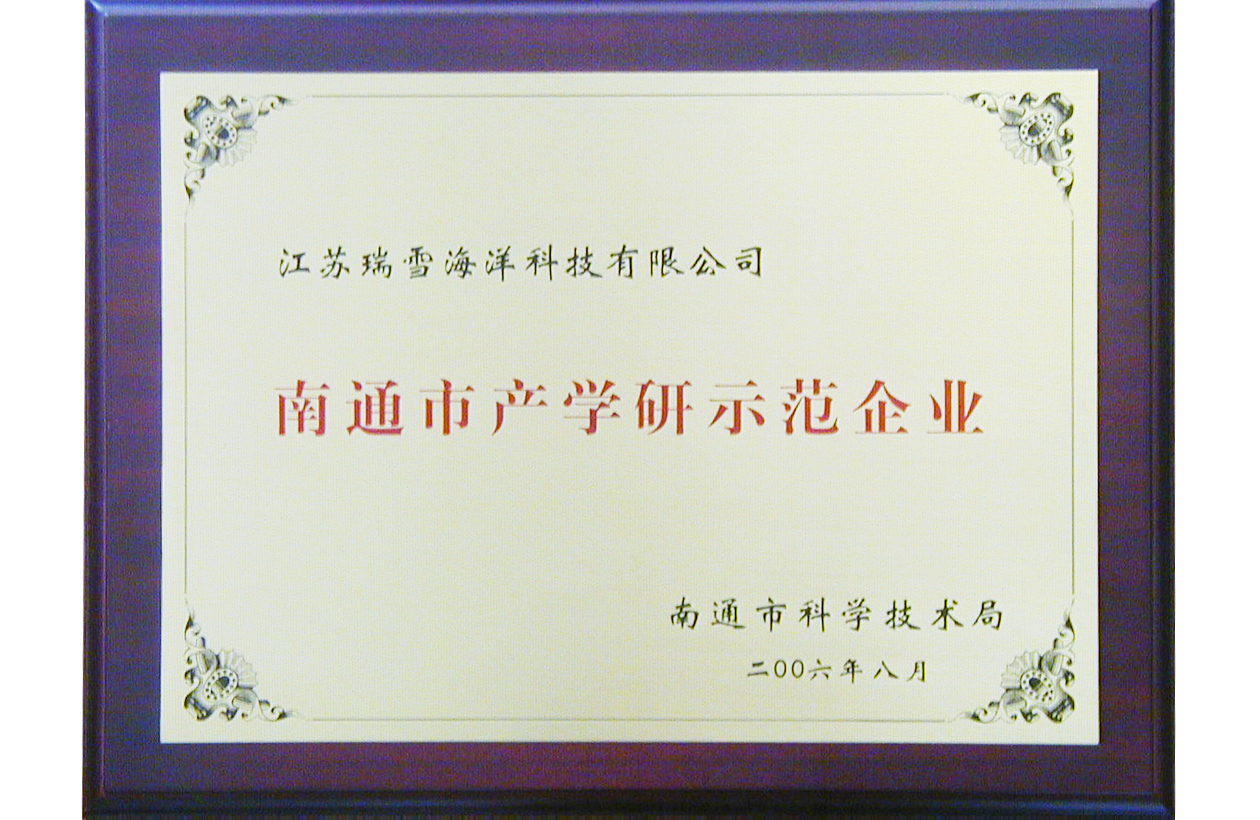 江苏瑞雪海洋科技有限公司
南通市产学研示范企业
南通市科学技术局
二00六年八月